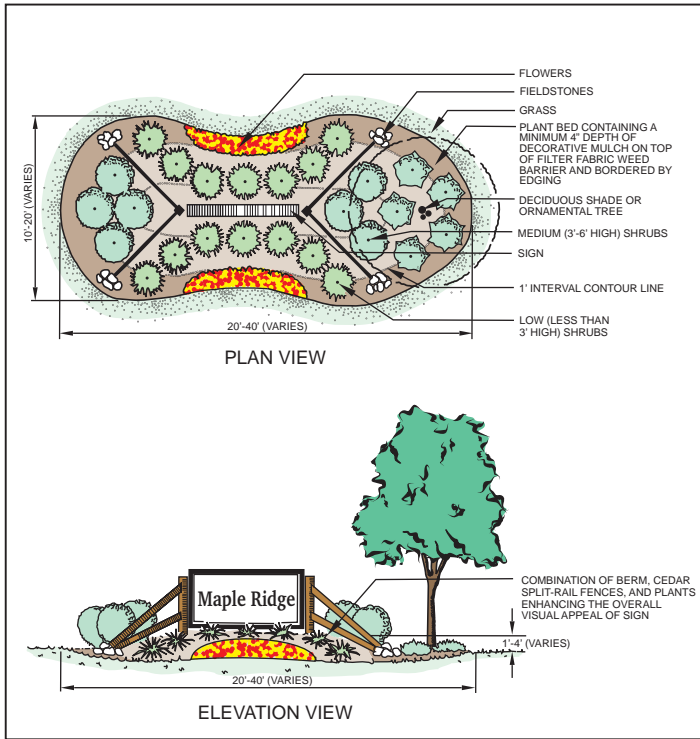 FLOWERS
FIELDSTONES
GRASS
PLANT BED CONTAINING A
MINIMUM 4" DEPTH OF
DECORATIVE MULCH ON TOP
OF FILTER FABRIC WEED
BARRIER AND BORDERED BY
EDGING
DECIDUOUS SHADE OR
ORNAMENTAL TREE
MEDIUM (3'-6' HIGH) SHRUBS
SIGN
1' INTERVAL CONTOUR LINE
LOW (LESS THAN
3' HIGH) SHRUBS
10'-20' (VARIES)
20'-40' (VARIES)
PLAN VIEW
Maple Ridge
COMBINATION OF BERM, CEDAR
SPLIT-RAIL FENCES, AND PLANTS
ENHANCING THE OVERALL
VISUAL APPEAL OF SIGN
1'-4' (VARIES)
20'-40' (VARIES)
ELEVATION VIEW